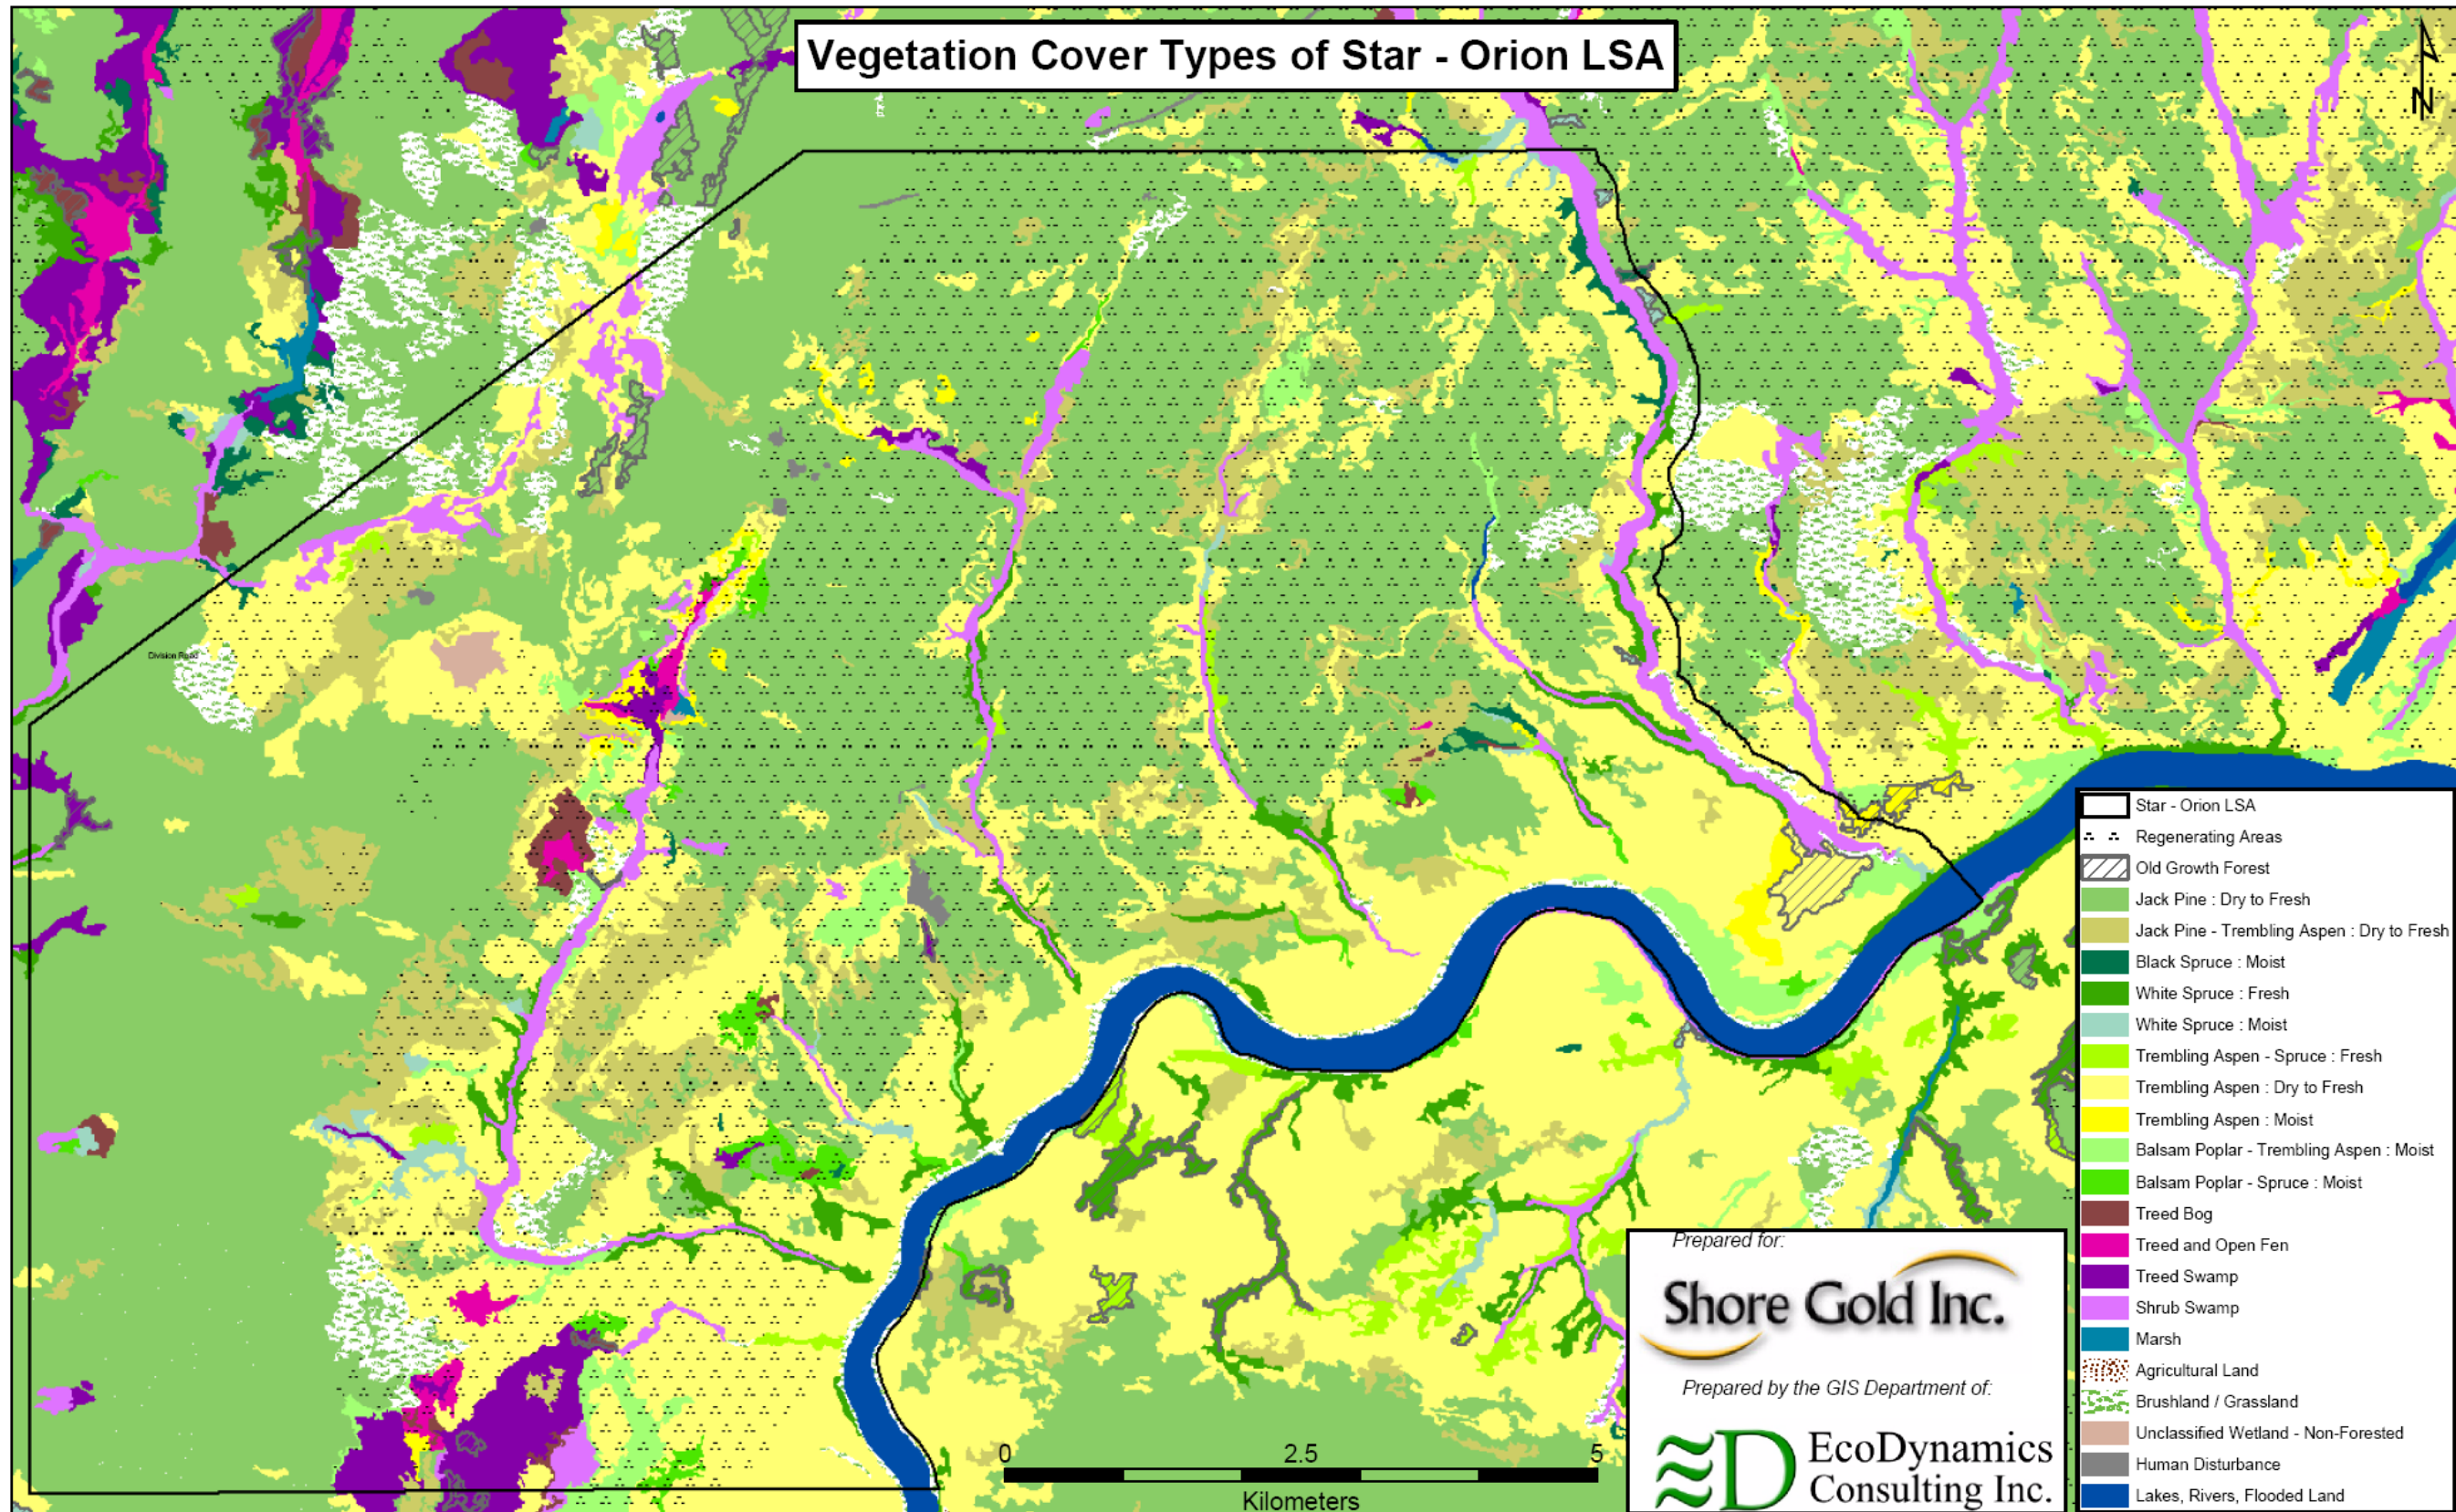 Vegetation Cover Types of Star - Orion LSA
N
Division Road
Star - Orion LSA
Regenerating Areas
Old Growth Forest
Jack Pine : Dry to Fresh
Jack Pine - Trembling Aspen : Dry to Fresh
Black Spruce : Moist
White Spruce : Fresh
White Spruce : Moist
Trembling Aspen - Spruce : Fresh
Trembling Aspen : Dry to Fresh
Trembling Aspen : Moist
Balsam Poplar - Trembling Aspen : Moist
Balsam Poplar - Spruce : Moist
Treed Bog
Treed and Open Fen
Treed Swamp
Shrub Swamp
Marsh
Agricultural Land
Brushland / Grassland
Unclassified Wetland - Non-Forested
Human Disturbance
Lakes, Rivers, Flooded Land
Prepared for:
Shore Gold Inc.
Prepared by the GIS Department of:
EcoDynamics
Consulting Inc.
0 2.5 5
Kilometers